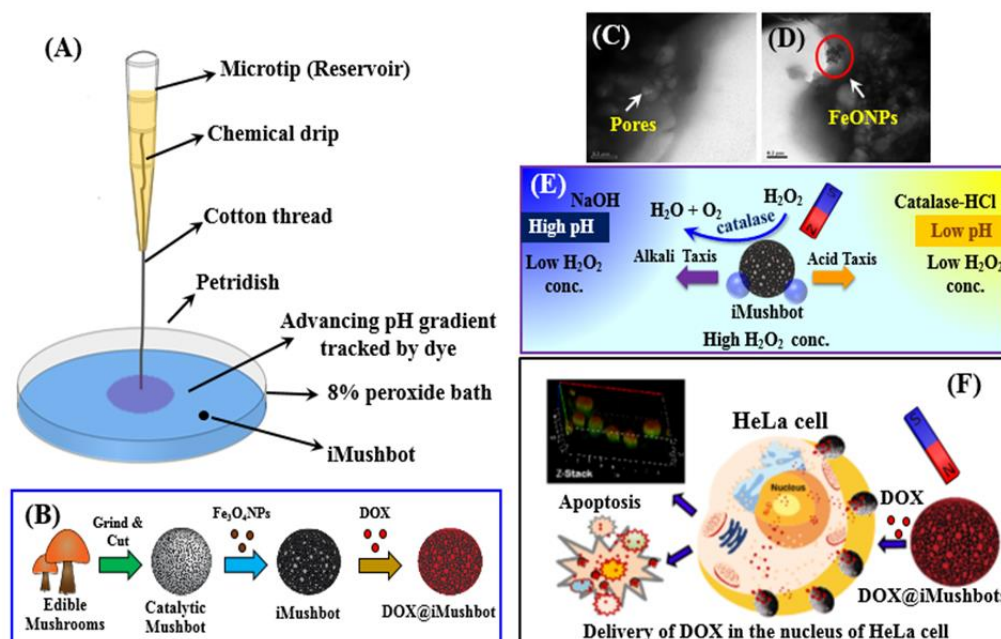 (A)
Microtip (Reservoir)
Chemical drip
Cotton thread
Petridish
Advancing pH gradient
tracked by dye
8% peroxide bath
iMushbot
(B)
Grind &
Cut
Fe₃O₄NPs
DOX
Edible
Mushrooms
Catalytic
Mushbot
iMushbot
DOX@iMushbot
(C)
Pores
(D)
FeONPs
0.2 µm
(E)
NaOH
High pH
Low H₂O₂
conc.
H₂O + O₂
catalase
H₂O₂
S
N
Alkali Taxis
Acid Taxis
iMushbot
High H₂O₂ conc.
Catalase-HCl
Low pH
Low H₂O₂
conc.
(F)
Z-Stack
Apoptosis
HeLa cell
Nucleus
S
N
DOX
DOX@iMushbots
Delivery of DOX in the nucleus of HeLa cell